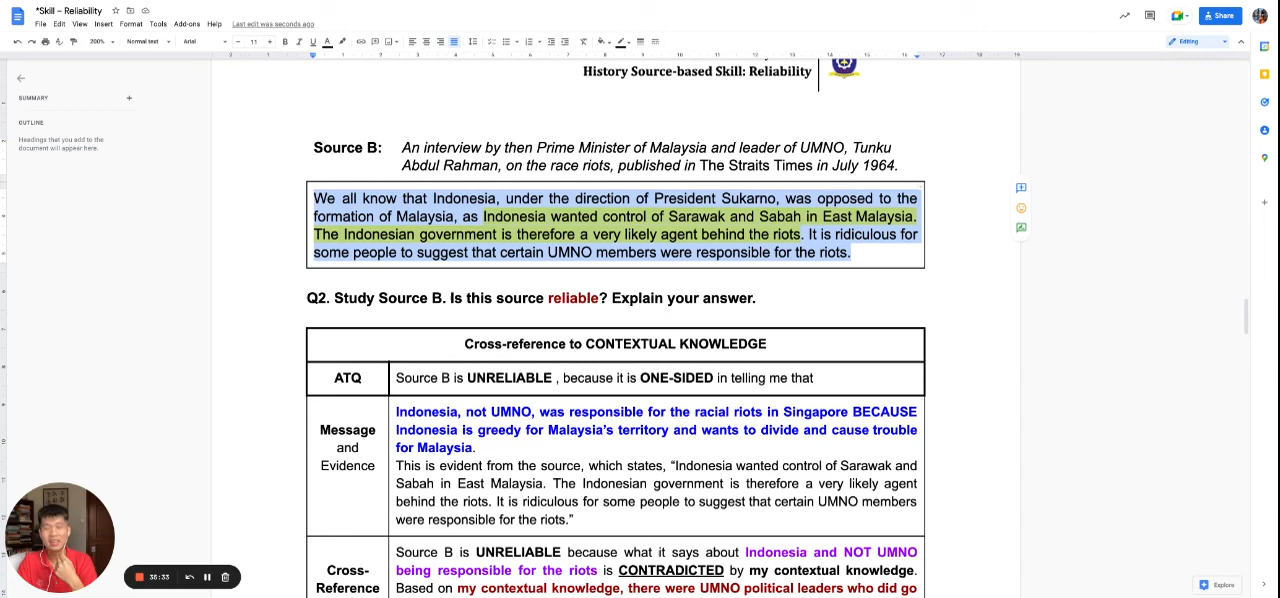 *Skill – Reliability
File Edit View Insert Format Tools Add-ons Help Last edit was seconds ago
Share
200% Normal text Arial 11 Editing
History Source-based Skill: Reliability
SUMMARY
OUTLINE
Headings that you add to the
document will appear here.
Source B: An interview by then Prime Minister of Malaysia and leader of UMNO, Tunku
Abdul Rahman, on the race riots, published in The Straits Times in July 1964.
We all know that Indonesia, under the direction of President Sukarno, was opposed to the
formation of Malaysia, as Indonesia wanted control of Sarawak and Sabah in East Malaysia.
The Indonesian government is therefore a very likely agent behind the riots. It is ridiculous for
some people to suggest that certain UMNO members were responsible for the riots.
Q2. Study Source B. Is this source reliable? Explain your answer.
Cross-reference to CONTEXTUAL KNOWLEDGE
ATQ
Source B is UNRELIABLE , because it is ONE-SIDED in telling me that
Message
and
Evidence
Indonesia, not UMNO, was responsible for the racial riots in Singapore BECAUSE
Indonesia is greedy for Malaysia's territory and wants to divide and cause trouble
for Malaysia.
This is evident from the source, which states, “Indonesia wanted control of Sarawak and
Sabah in East Malaysia. The Indonesian government is therefore a very likely agent
behind the riots. It is ridiculous for some people to suggest that certain UMNO members
were responsible for the riots.”
Cross-
Reference
Source B is UNRELIABLE because what it says about Indonesia and NOT UMNO
being responsible for the riots is CONTRADICTED by my contextual knowledge.
Based on my contextual knowledge, there were UMNO political leaders who did go
35:33
Explore